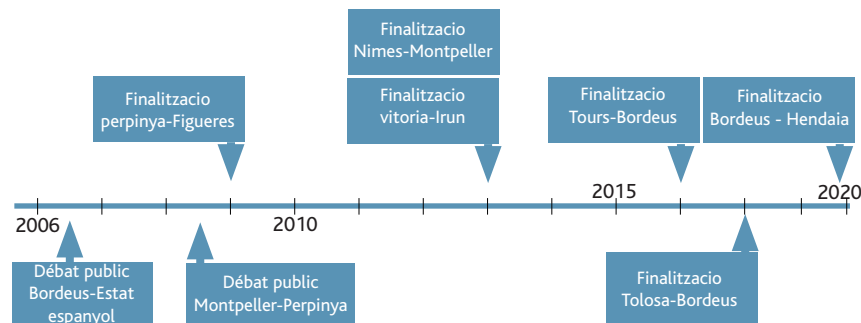 Finalitzacio
Nimes-Montpeller
Finalitzacio
perpinya-Figueres
Finalitzacio
vitoria-Irun
Finalitzacio
Tours-Bordeus
Finalitzacio
Bordeus - Hendaia
2006
2010
2015
2020
Débat public
Bordeus-Estat
espanyol
Débat public
Montpeller-Perpinya
Finalitzacio
Tolosa-Bordeus